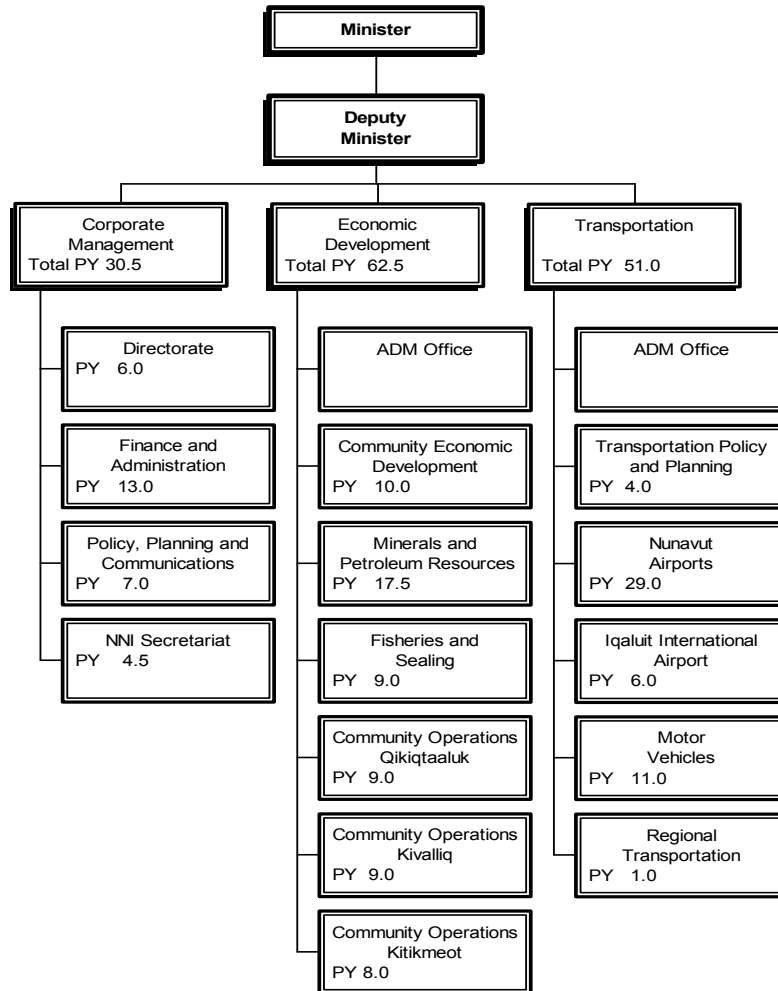 Minister
Deputy
Minister
Corporate
Management
Total PY 30.5
Economic
Development
Total PY 62.5
Transportation
Total PY 51.0
Directorate
PY 6.0
Finance and
Administration
PY 13.0
Policy, Planning and
Communications
PY 7.0
NNI Secretariat
PY 4.5
ADM Office
Community Economic
Development
PY 10.0
Minerals and
Petroleum Resources
PY 17.5
Fisheries and
Sealing
PY 9.0
Community Operations
Qikiqtaaluk
PY 9.0
Community Operations
Kivalliq
PY 9.0
Community Operations
Kitikmeot
PY 8.0
ADM Office
Transportation Policy
and Planning
PY 4.0
Nunavut
Airports
PY 29.0
Iqaluit International
Airport
PY 6.0
Motor
Vehicles
PY 11.0
Regional
Transportation
PY 1.0